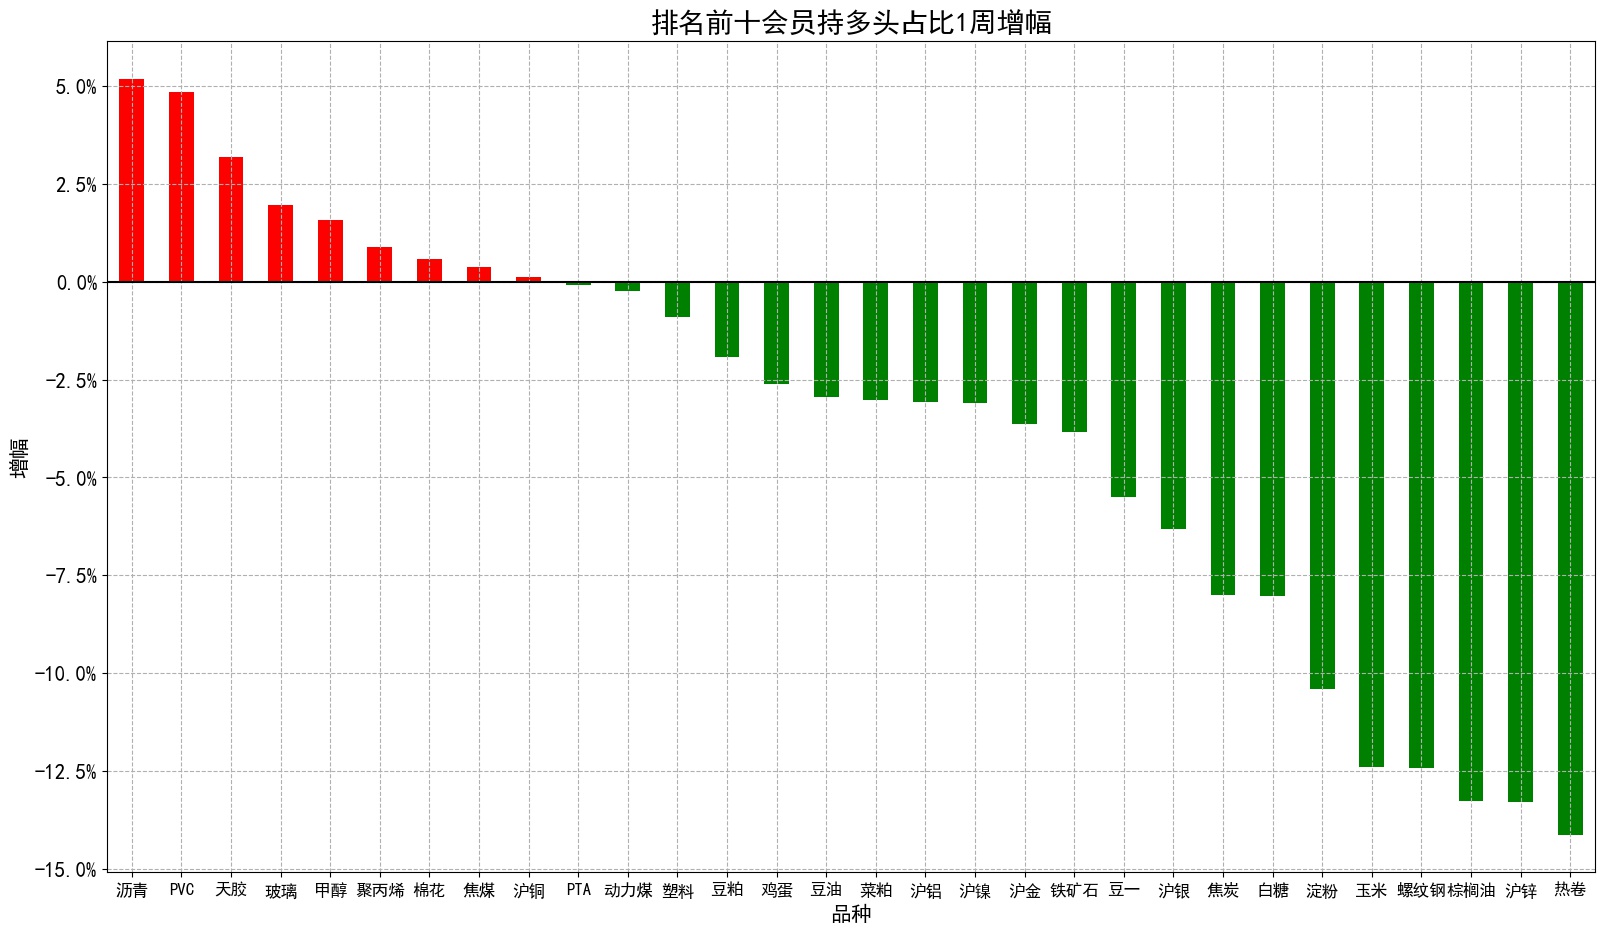 排名前十会员持多头占比1周增幅
5.0%
2.5%
0.0%
−2.5%
−5.0%
−7.5%
−10.0%
−12.5%
−15.0%
增幅
沥青 PVC 天胶 玻璃 甲醇 聚丙烯 棉花 焦煤 沪铜 PTA 动力煤 塑料 豆粕 鸡蛋 豆油 菜粕 沪铝 沪镍 沪金 铁矿石 豆一 沪银 焦炭 白糖 淀粉 玉米 螺纹钢 棕榈油 沪锌 热卷
品种